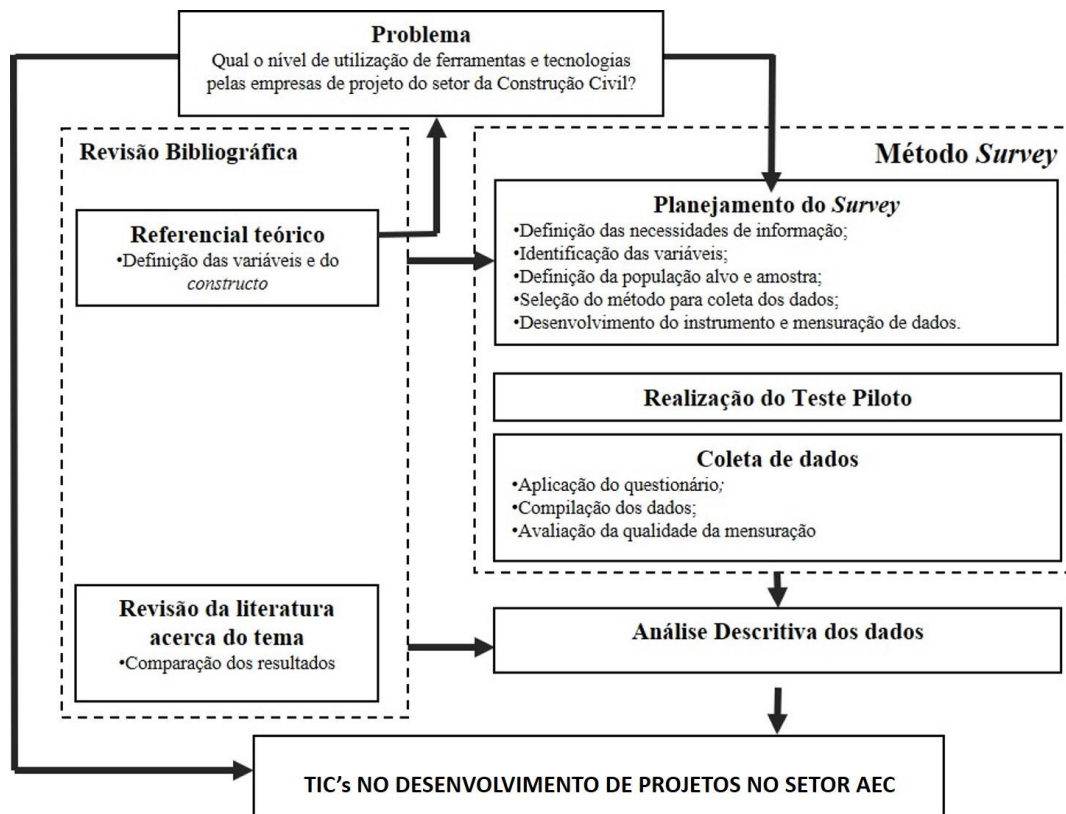 Problema
Qual o nível de utilização de ferramentas e tecnologias
pelas empresas de projeto do setor da Construção Civil?
Revisão Bibliográfica
Referencial teórico
•Definição das variáveis e do
constructo
Revisão da literatura
acerca do tema
•Comparação dos resultados
Método Survey
Planejamento do Survey
•Definição das necessidades de informação;
•Identificação das variáveis;
•Definição da população alvo e amostra;
•Seleção do método para coleta dos dados;
•Desenvolvimento do instrumento e mensuração de dados.
Realização do Teste Piloto
Coleta de dados
•Aplicação do questionário;
•Compilação dos dados;
•Avaliação da qualidade da mensuração
Análise Descritiva dos dados
TIC’s NO DESENVOLVIMENTO DE PROJETOS NO SETOR AEC